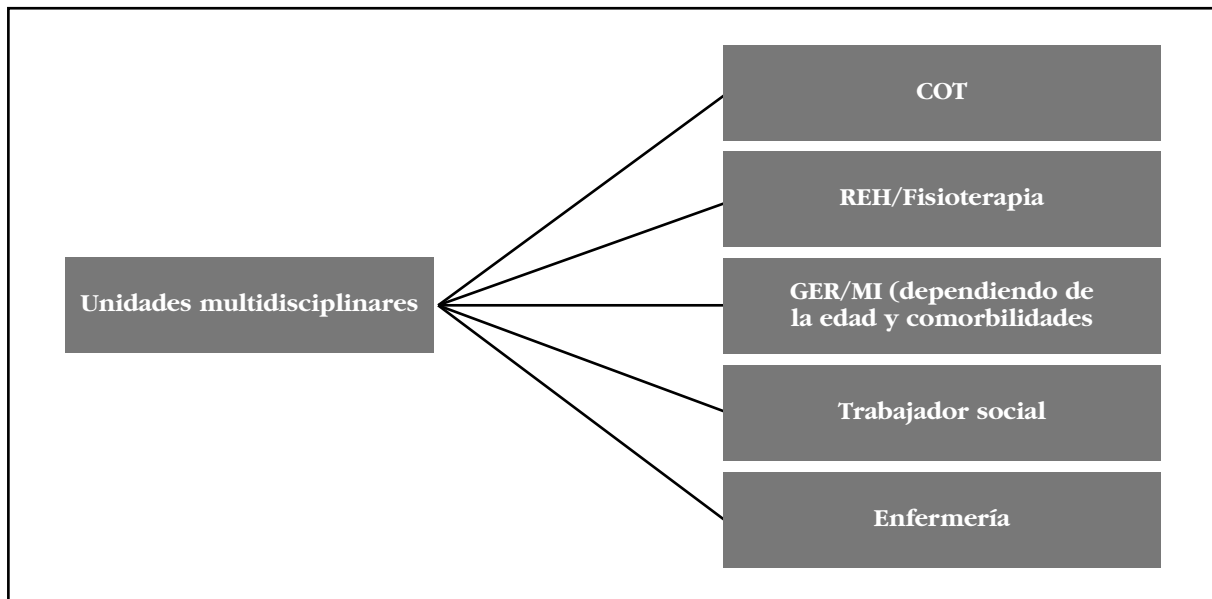 Unidades multidisciplinares
COT
REH/Fisioterapia
GER/MI (dependiendo de
la edad y comorbilidades
Trabajador social
Enfermería